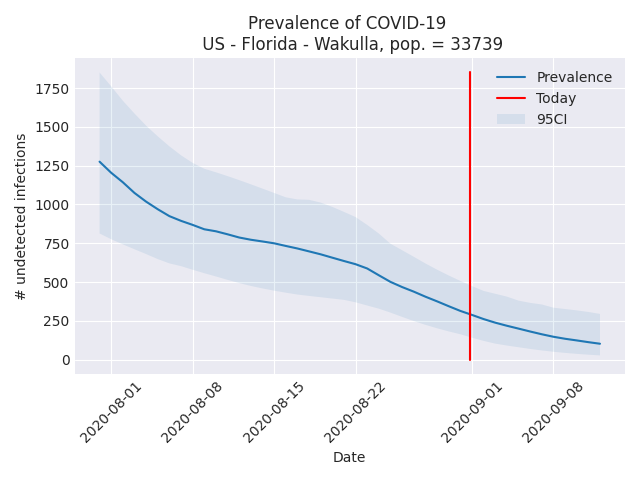 Prevalence of COVID-19
US - Florida - Wakulla, pop. = 33739
Prevalence
Today
95CI
# undetected infections
1750
1500
1250
1000
750
500
250
0
2020-08-01
2020-08-08
2020-08-15
2020-08-22
2020-09-01
2020-09-08
Date